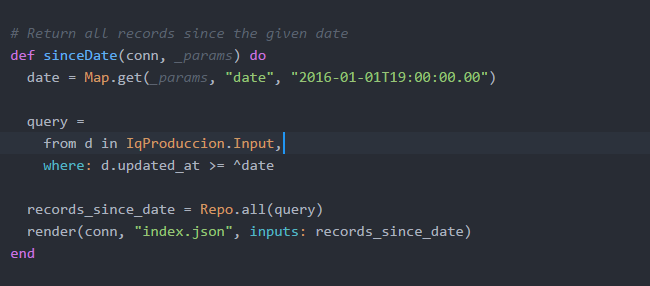 # Return all records since the given date
def sinceDate(conn, _params) do
  date = Map.get(_params, "date", "2016-01-01T19:00:00.00")
  query =
    from d in IqProduccion.Input,
    where: d.updated_at >= ^date
  records_since_date = Repo.all(query)
  render(conn, "index.json", inputs: records_since_date)
end